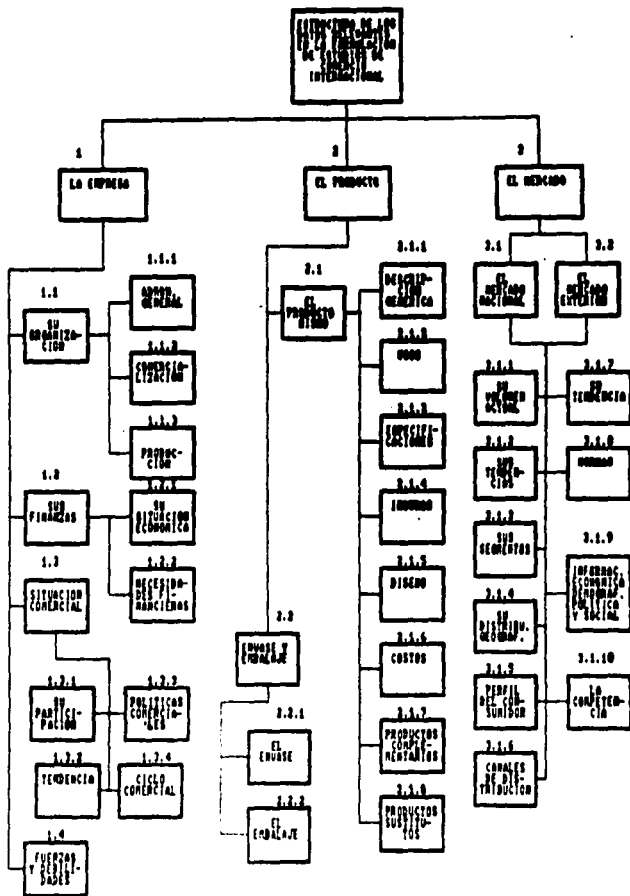 ESTRUCTURA DE LOS
DATOS RELEVANTES
EN LA FORMULACION
DE ESTUDIOS DE
COMERCIO
INTERNACIONAL
1
LA EMPRESA
2
EL PRODUCTO
2
EL MERCADO
1.1
SU
ORGANIZA-
CION
1.1.1
ADMON.
GENERAL
1.1.2
COMERCIA-
LIZACION
1.1.3
PRODUC-
CION
1.2
SUS
FINANZAS
1.2.1
SU
SITUACION
ECONOMICA
1.2.2
NECESIDA-
DES FI-
NANCIERAS
1.3
SITUACION
COMERCIAL
1.3.1
SU
PARTICI-
PACION
1.3.3
POLITICAS
COMERCIA-
LES
1.3.2
TENDENCIA
1.3.4
CICLO
COMERCIAL
1.4
FUERZAS
Y DEBILI-
DADES
2.1
EL
PRODUCTO
MISMO
2.1.1
DESCRIP-
CION
GENERICA
2.1.2
USOS
2.1.3
ESPECIFI-
CACIONES
2.1.4
INSUMOS
2.1.5
DISENO
2.1.6
COSTOS
2.1.7
PRODUCTOS
COMPLE-
MENTARIOS
2.1.8
PRODUCTOS
SUSTITU-
TOS
2.2
ENVASE Y
EMBALAJE
2.2.1
EL
ENVASE
2.2.2
EL
EMBALAJE
3.1
EL
MERCADO
NACIONAL
3.2
EL
MERCADO
EXTERIOR
3.1.1
SU
VOLUMEN
ACTUAL
3.1.7
SU
TENDENCIA
3.1.2
SUS
TENDEN-
CIAS
3.1.8
NORMAS
3.1.3
SUS
SEGMENTOS
3.1.9
INFORMAC.
ECONOMICA
DEMOGRAF.
POLITICA
Y SOCIAL
3.1.4
SU
DISTRIBU.
GEOGRAF.
3.1.5
PERFIL
DEL CON-
SUMIDOR
3.1.10
LA
COMPETEN-
CIA
3.1.6
CANALES
DE DIS-
TRIBUCION